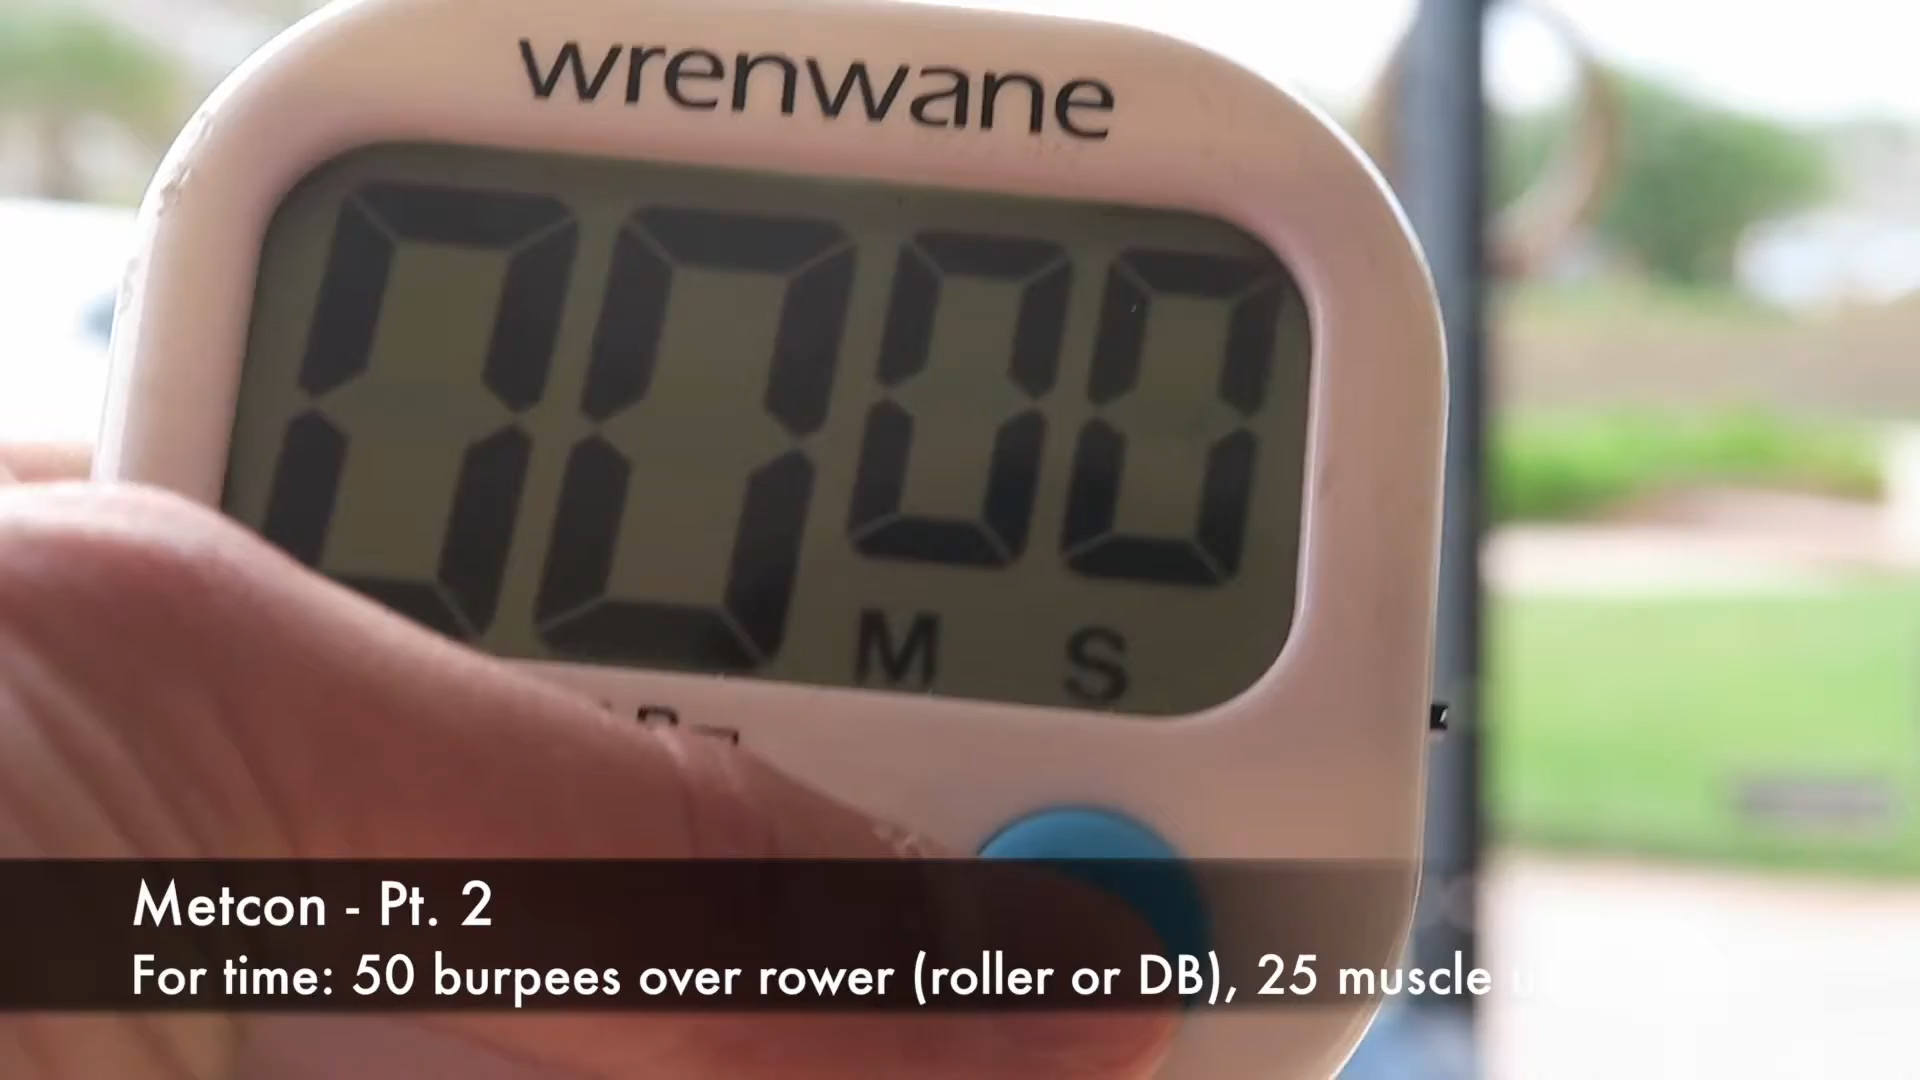 wrenwane
00 00
M S
Metcon - Pt. 2
For time: 50 burpees over rower (roller or DB), 25 muscle